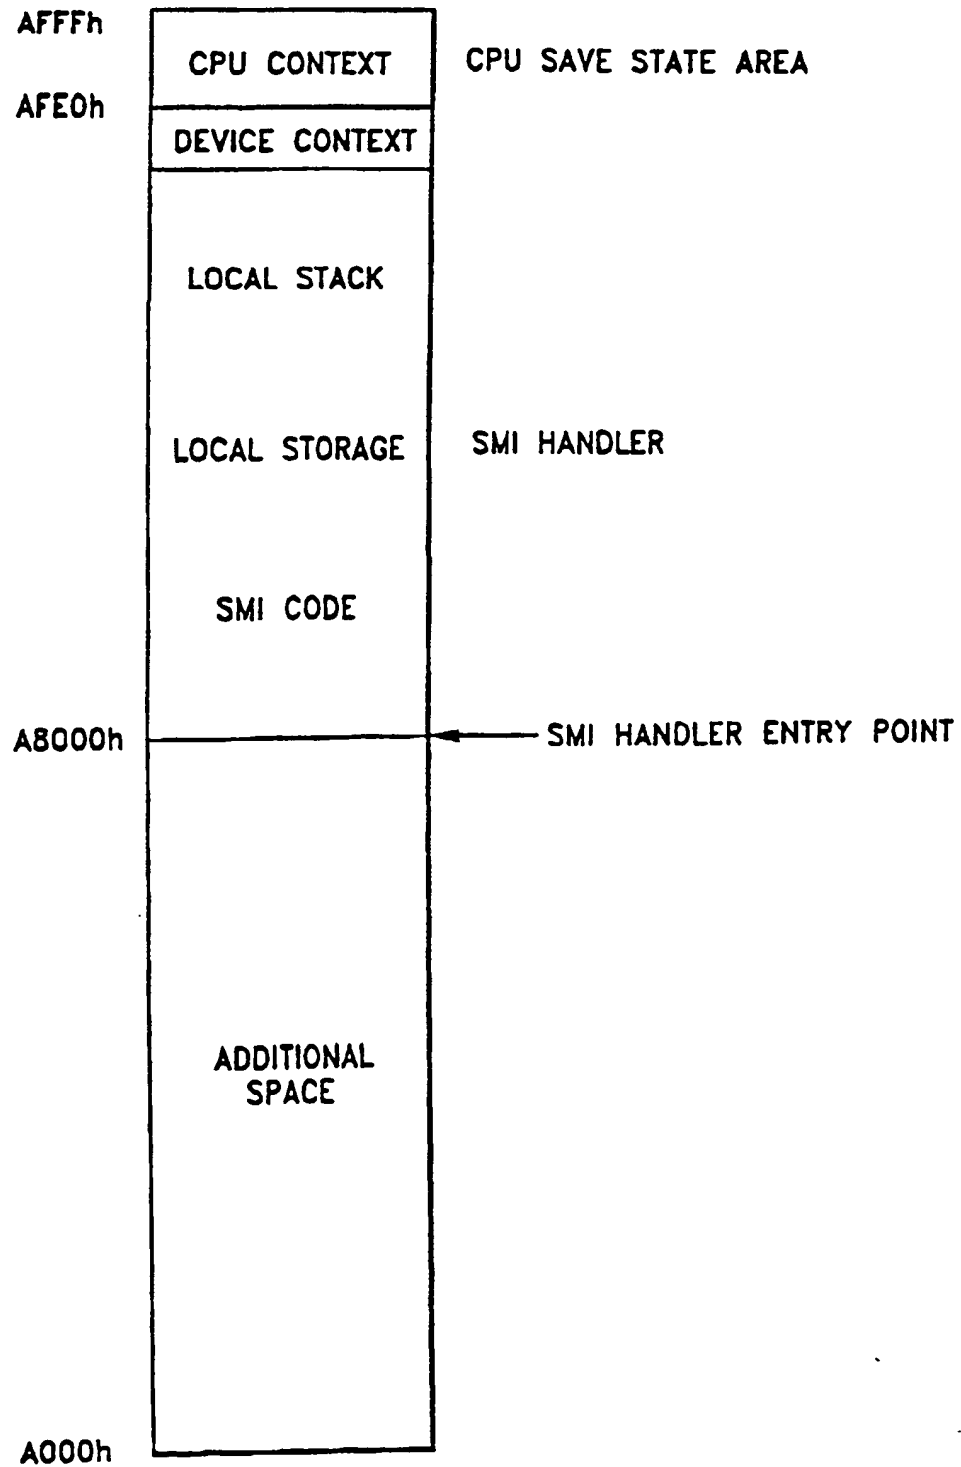 AFFFh
CPU CONTEXT
CPU SAVE STATE AREA
AFE0h
DEVICE CONTEXT
LOCAL STACK
LOCAL STORAGE
SMI HANDLER
SMI CODE
A8000h
SMI HANDLER ENTRY POINT
ADDITIONAL
SPACE
A000h